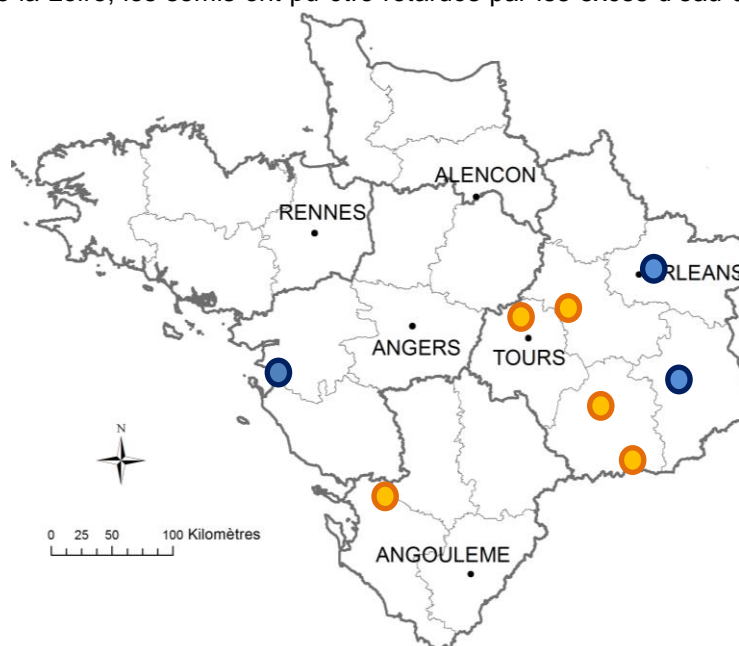 la Loire, les semis ont pu être retardés par les excès d'eau
ALENCON
RENNES
RLEANS
ANGERS
TOURS
N
0 25 50 100 Kilomètres
ANGOULEME